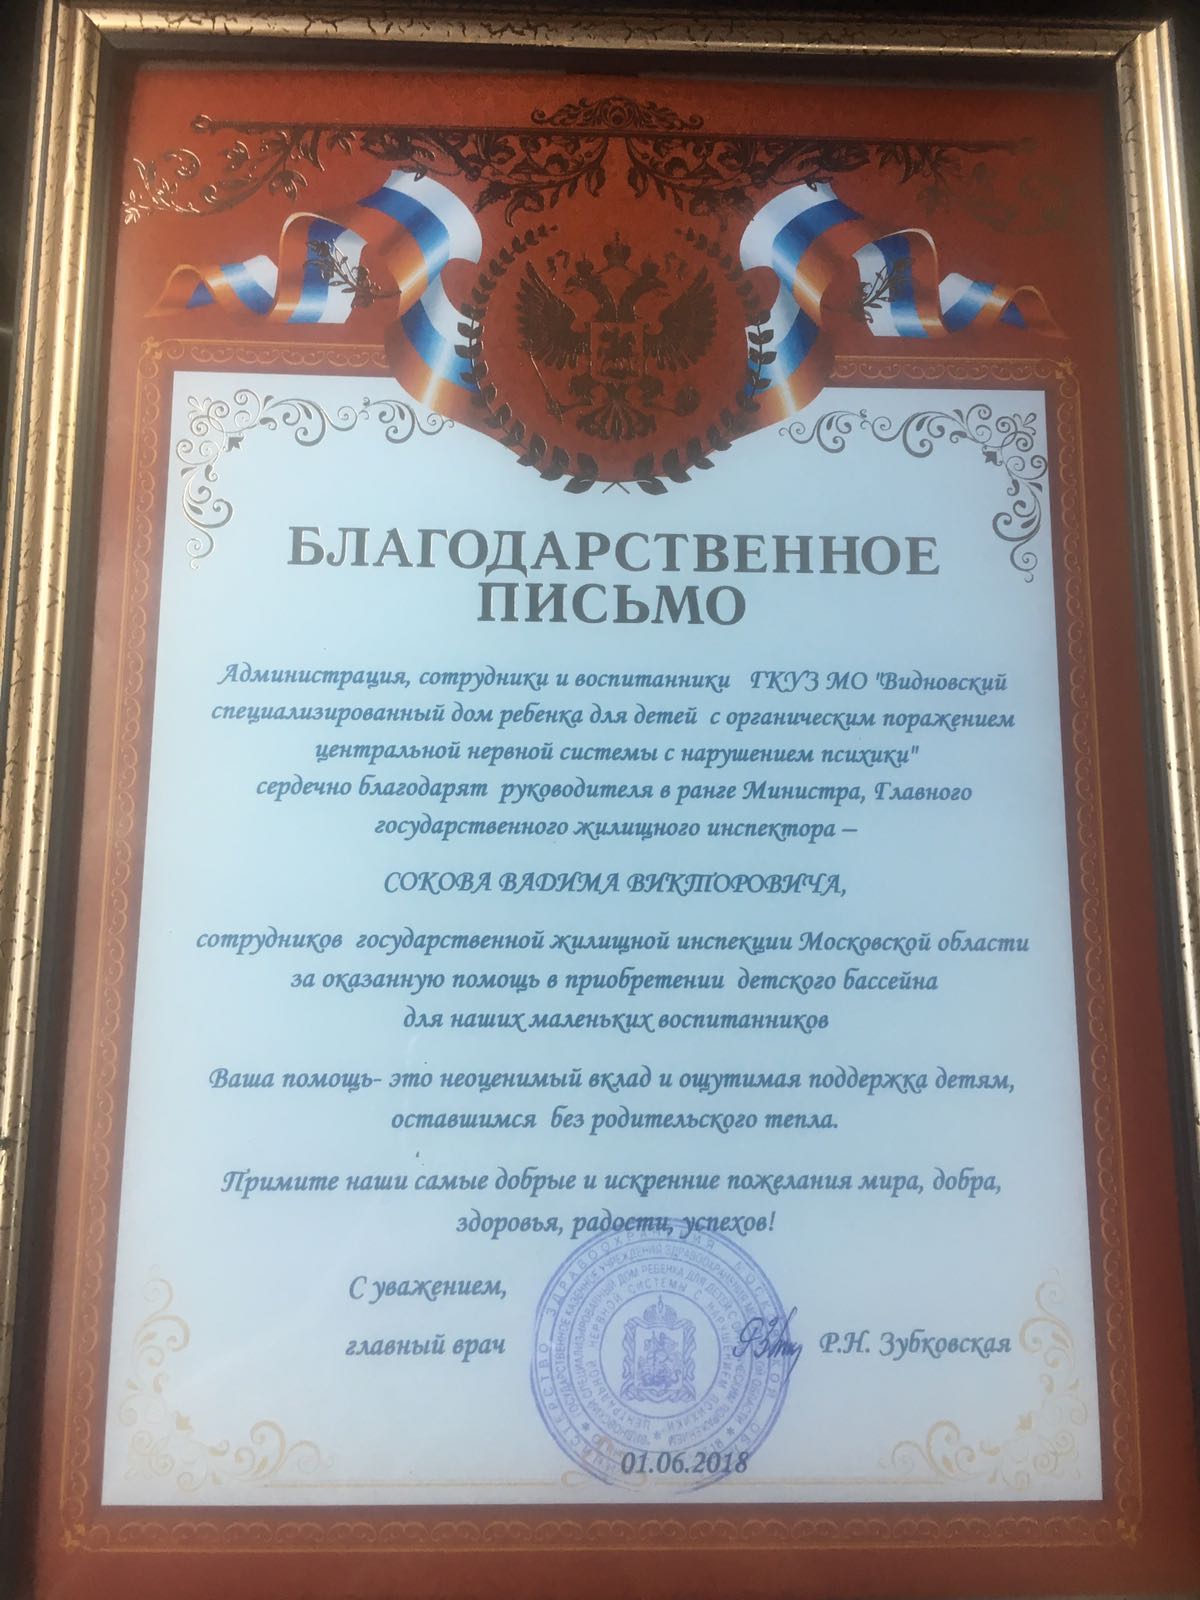 БЛАГОДАРСТВЕННОЕ
ПИСЬМО
Администрация, сотрудники и воспитанники ГКУЗ МО "Видновский
специализированный дом ребенка для детей с органическим поражением
центральной нервной системы с нарушением психики"
сердечно благодарят руководителя в ранге Министра, Главного
государственного жилищного инспектора –
СОКОВА ВАДИМА ВИКТОРОВИЧА,
сотрудников государственной жилищной инспекции Московской области
за оказанную помощь в приобретении детского бассейна
для наших маленьких воспитанников
Ваша помощь- это неоценимый вклад и ощутимая поддержка детям,
оставшимся без родительского тепла.
Примите наши самые добрые и искренние пожелания мира, добра,
здоровья, радости, успехов!
С уважением,
главный врач Р.Н. Зубковская
01.06.2018